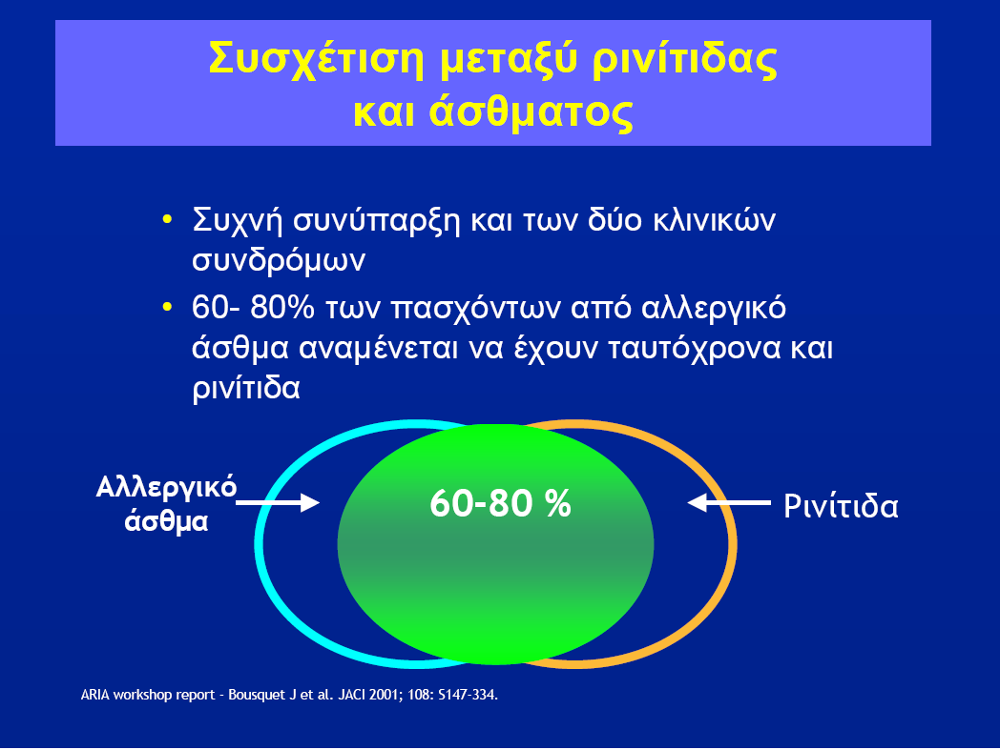 Συσχέτιση μεταξύ ρινίτιδας
και άσθματος
• Συχνή συνύπαρξη και των δύο κλινικών
συνδρόμων
• 60- 80% των πασχόντων από αλλεργικό
άσθμα αναμένεται να έχουν ταυτόχρονα και
ρινίτιδα
Αλλεργικό
άσθμα
60-80 %
Ρινίτιδα
ARIA workshop report - Bousquet J et al. JACI 2001; 108: S147-334.